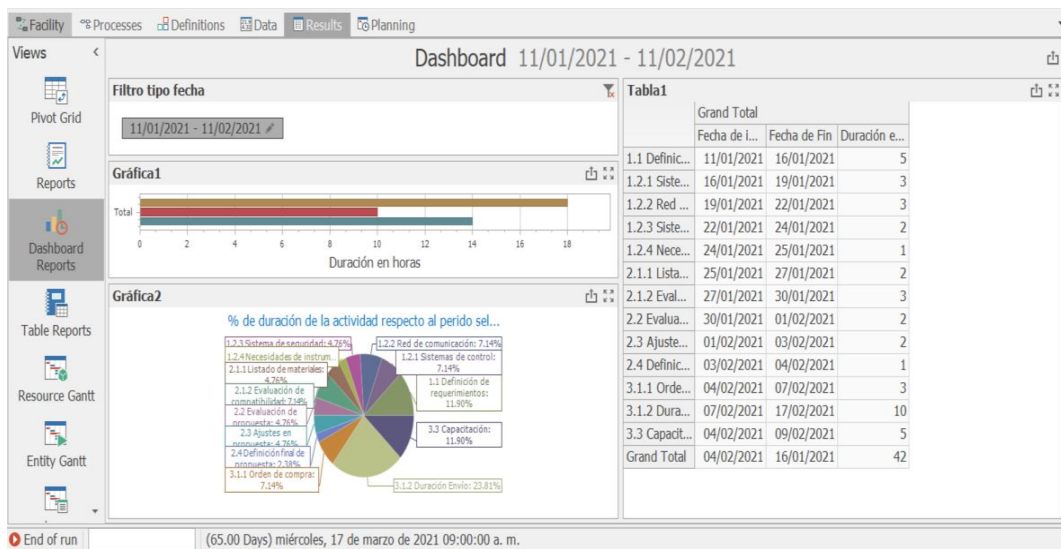 Facility Processes Definitions Data Results Planning
Views
Pivot Grid
Reports
Dashboard
Reports
Table Reports
Resource Gantt
Entity Gantt
Dashboard 11/01/2021 - 11/02/2021
Filtro tipo fecha
11/01/2021 - 11/02/2021
Gráfica1
Total
0 2 4 6 8 10 12 14 16 18
Duración en horas
Gráfica2
% de duración de la actividad respecto al perido sel...
1.2.3 Sistema de seguridad: 4.76%
1.2.4 Necesidades de instrum...
2.1.1 Listado de materiales:
4.76%
2.1.2 Evaluación de
compatibilidad: 7.14%
2.2 Evaluación de
propuesta: 4.76%
2.3 Ajustes en
propuesta: 4.76%
2.4 Definición final de
propuesta: 2.38%
3.1.1 Orden de compra:
7.14%
1.2.2 Red de comunicación: 7.14%
1.2.1 Sistemas de control:
7.14%
1.1 Definición de
requerimientos:
11.90%
3.3 Capacitación:
11.90%
3.1.2 Duración Envío: 23.81%
Tabla1
Grand Total
Fecha de i... Fecha de Fin Duración e...
1.1 Definic... 11/01/2021 16/01/2021 5
1.2.1 Siste... 16/01/2021 19/01/2021 3
1.2.2 Red ... 19/01/2021 22/01/2021 3
1.2.3 Siste... 22/01/2021 24/01/2021 2
1.2.4 Nece... 24/01/2021 25/01/2021 1
2.1.1 Lista... 25/01/2021 27/01/2021 2
2.1.2 Eval... 27/01/2021 30/01/2021 3
2.2 Evalua... 30/01/2021 01/02/2021 2
2.3 Ajuste... 01/02/2021 03/02/2021 2
2.4 Definic... 03/02/2021 04/02/2021 1
3.1.1 Orde... 04/02/2021 07/02/2021 3
3.1.2 Dura... 07/02/2021 17/02/2021 10
3.3 Capacit... 04/02/2021 09/02/2021 5
Grand Total 04/02/2021 16/01/2021 42
End of run
(65.00 Days) miércoles, 17 de marzo de 2021 09:00:00 a. m.